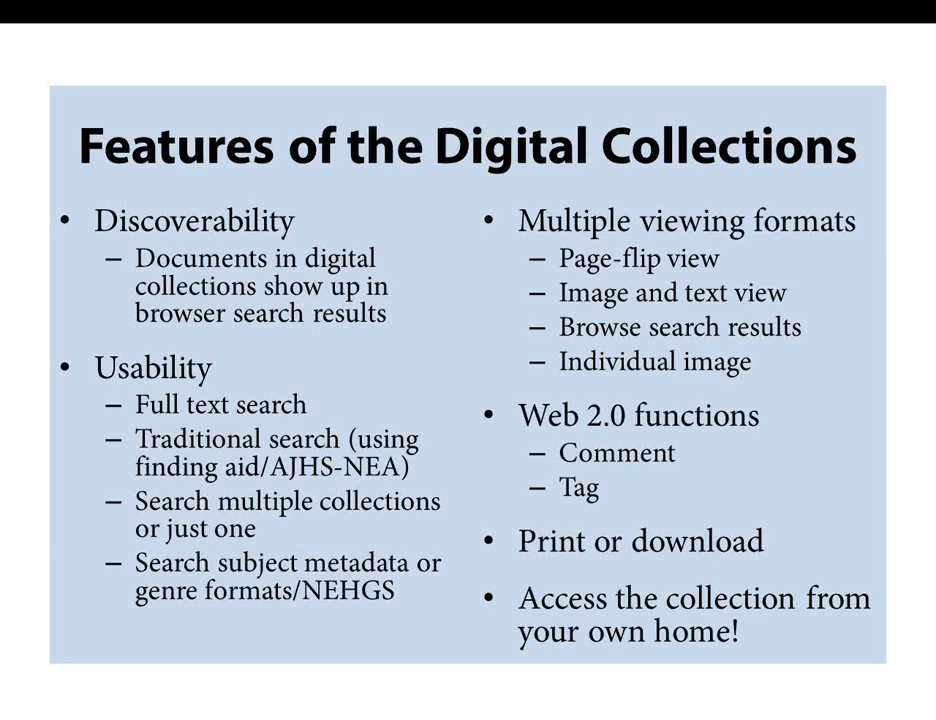 Features of the Digital Collections
• Discoverability
– Documents in digital
collections show up in
browser search results
• Usability
– Full text search
– Traditional search (using
finding aid/AJHS-NEA)
– Search multiple collections
or just one
– Search subject metadata or
genre formats/NEHGS
• Multiple viewing formats
– Page-flip view
– Image and text view
– Browse search results
– Individual image
• Web 2.0 functions
– Comment
– Tag
• Print or download
• Access the collection from
your own home!